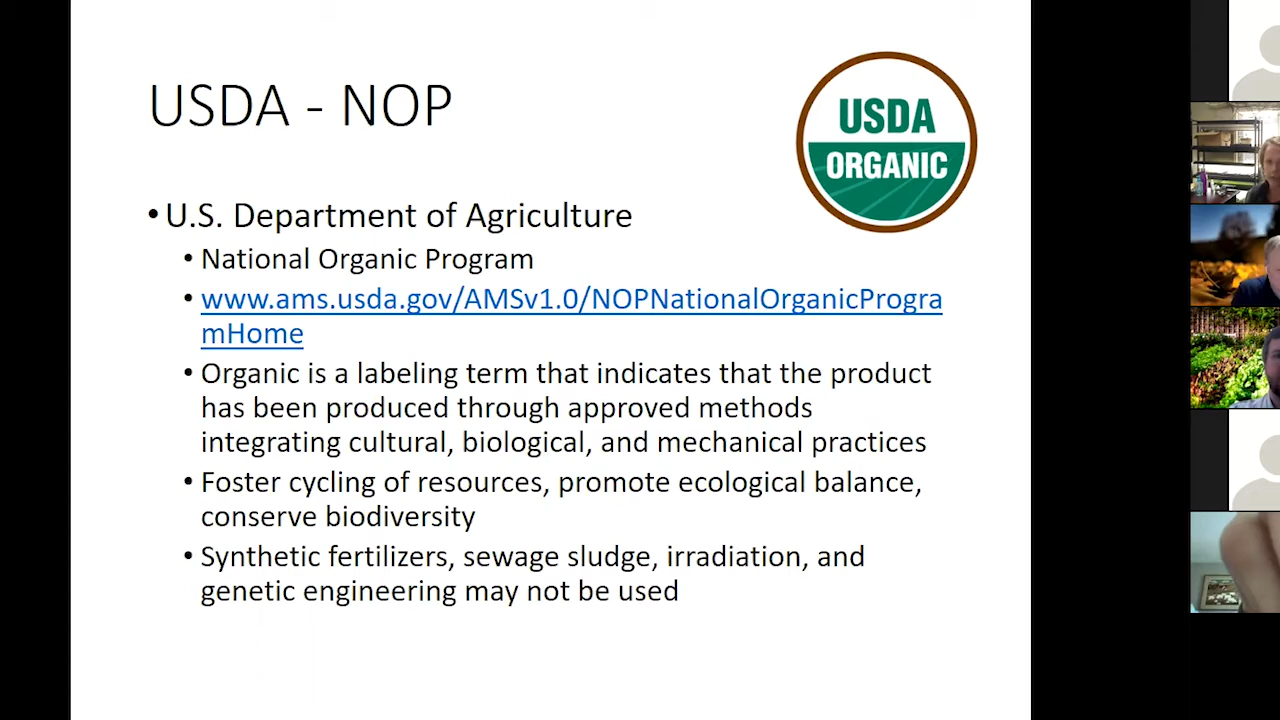 USDA - NOP
USDA
ORGANIC
• U.S. Department of Agriculture
• National Organic Program
• www.ams.usda.gov/AMSv1.0/NOPNationalOrganicProgra
mHome
• Organic is a labeling term that indicates that the product
has been produced through approved methods
integrating cultural, biological, and mechanical practices
• Foster cycling of resources, promote ecological balance,
conserve biodiversity
• Synthetic fertilizers, sewage sludge, irradiation, and
genetic engineering may not be used